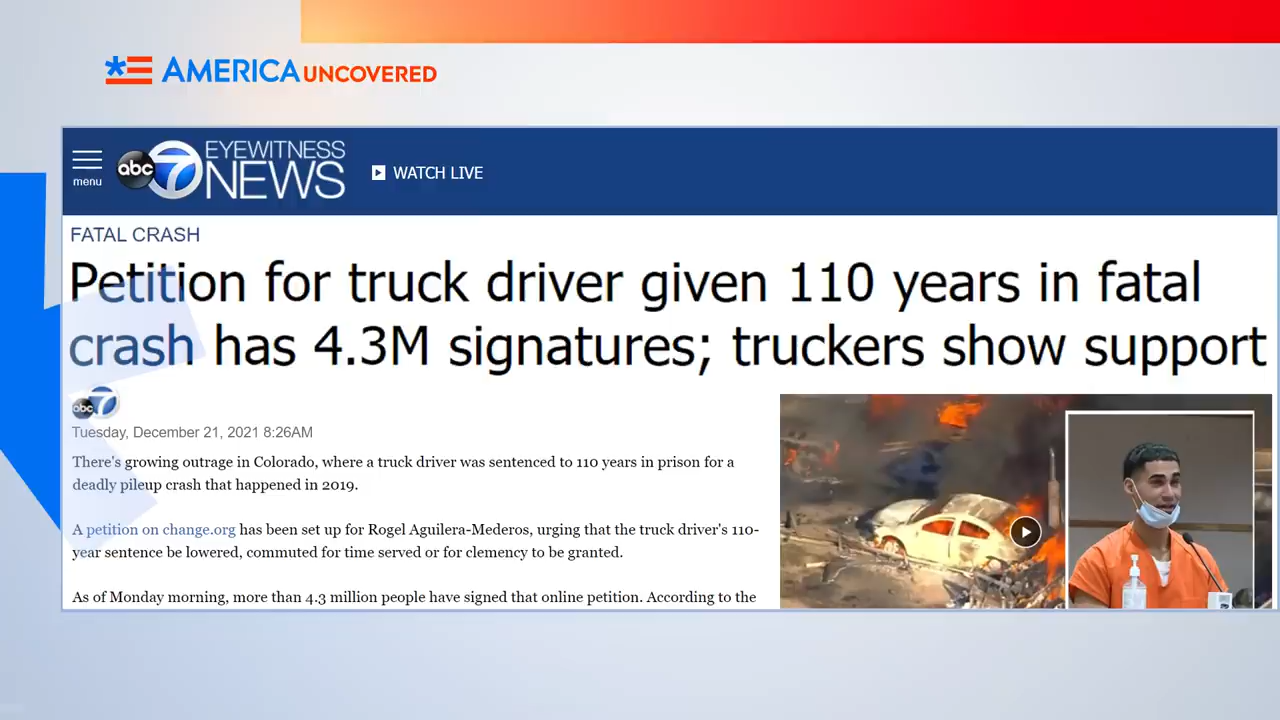 AMERICA UNCOVERED
menu
abc 7 EYEWITNESS
NEWS
WATCH LIVE
FATAL CRASH
Petition for truck driver given 110 years in fatal
crash has 4.3M signatures; truckers show support
abc 7
Tuesday, December 21, 2021 8:26AM
There's growing outrage in Colorado, where a truck driver was sentenced to 110 years in prison for a
deadly pileup crash that happened in 2019.
A petition on change.org has been set up for Rogel Aguilera-Mederos, urging that the truck driver's 110-
year sentence be lowered, commuted for time served or for clemency to be granted.
As of Monday morning, more than 4.3 million people have signed that online petition. According to the